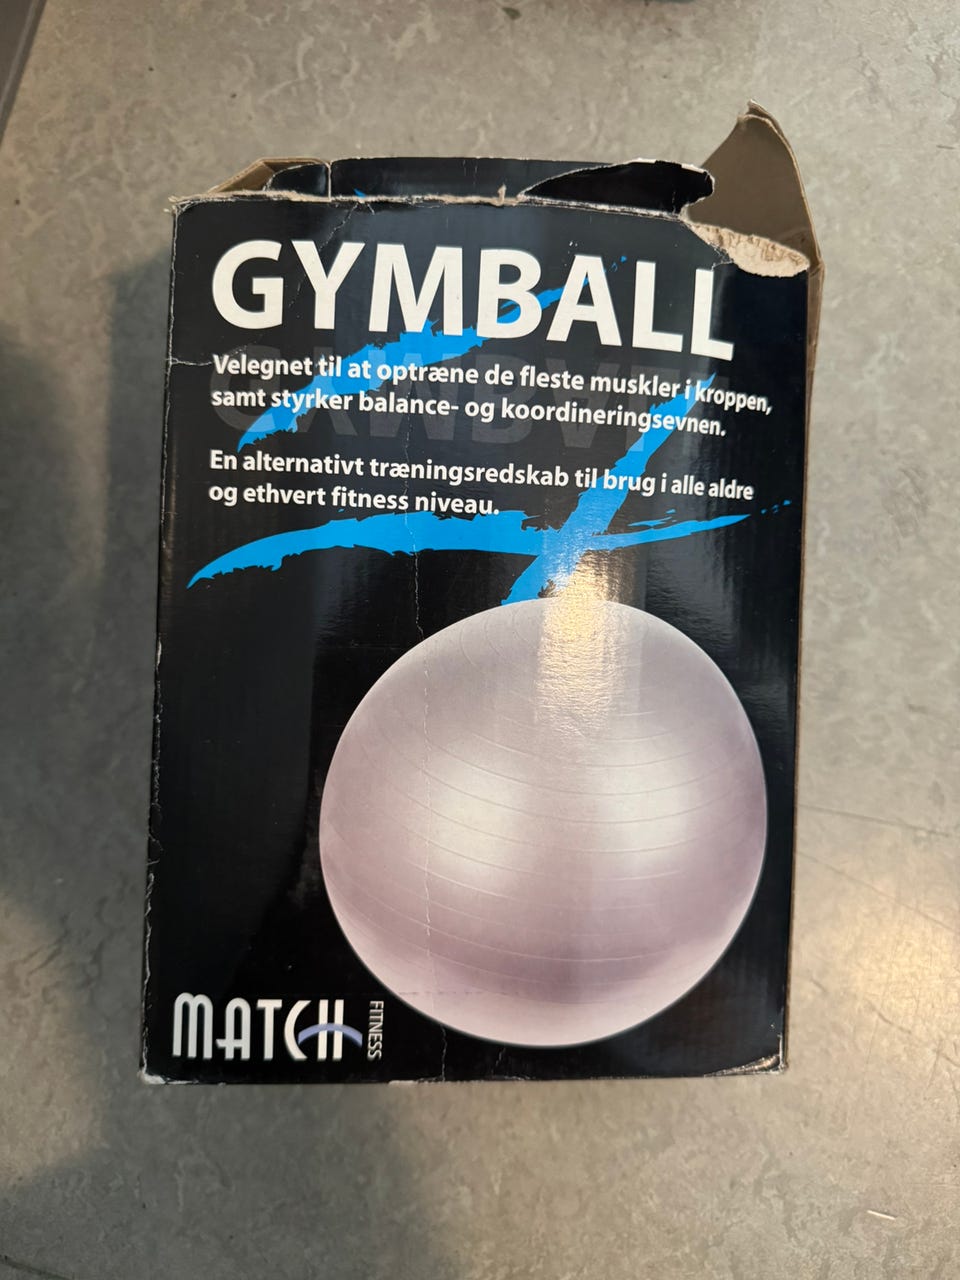 GYMBALL
Velegnet til at optræne de fleste muskler i kroppen,
samt styrker balance- og koordineringsevnen.
En alternativt træningsredskab til brug i alle aldre
og ethvert fitness niveau.
MATCH FITNESS